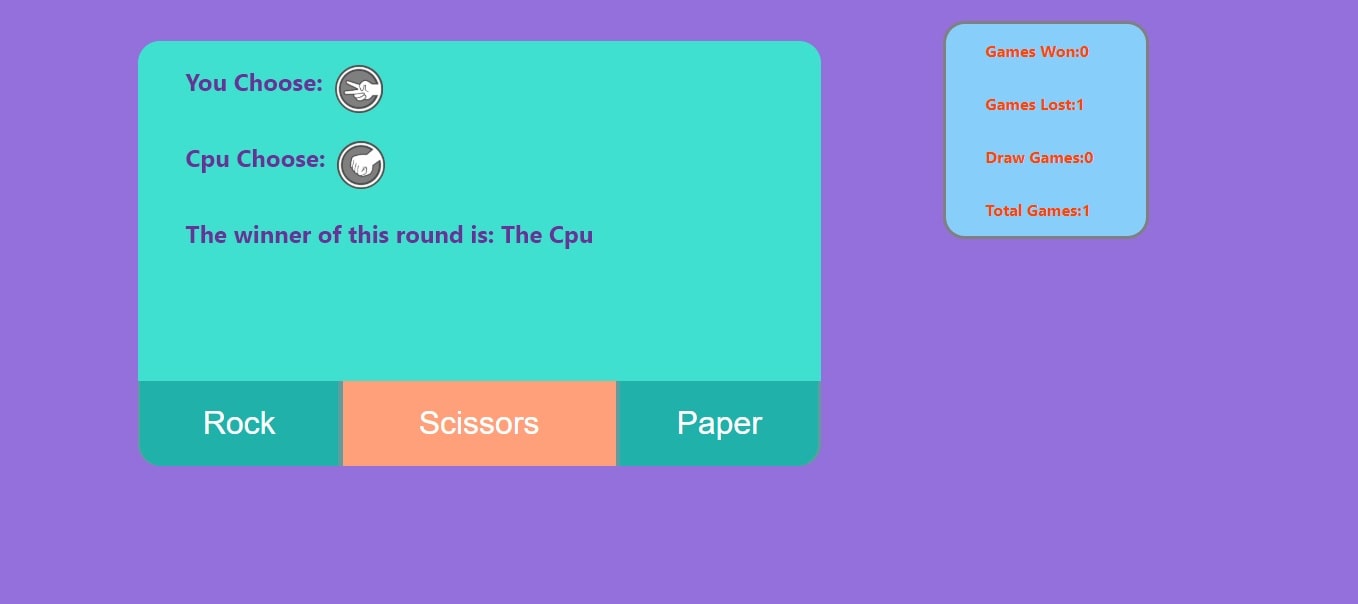 You Choose:
Cpu Choose:
The winner of this round is: The Cpu
Rock
Scissors
Paper
Games Won:0
Games Lost:1
Draw Games:0
Total Games:1